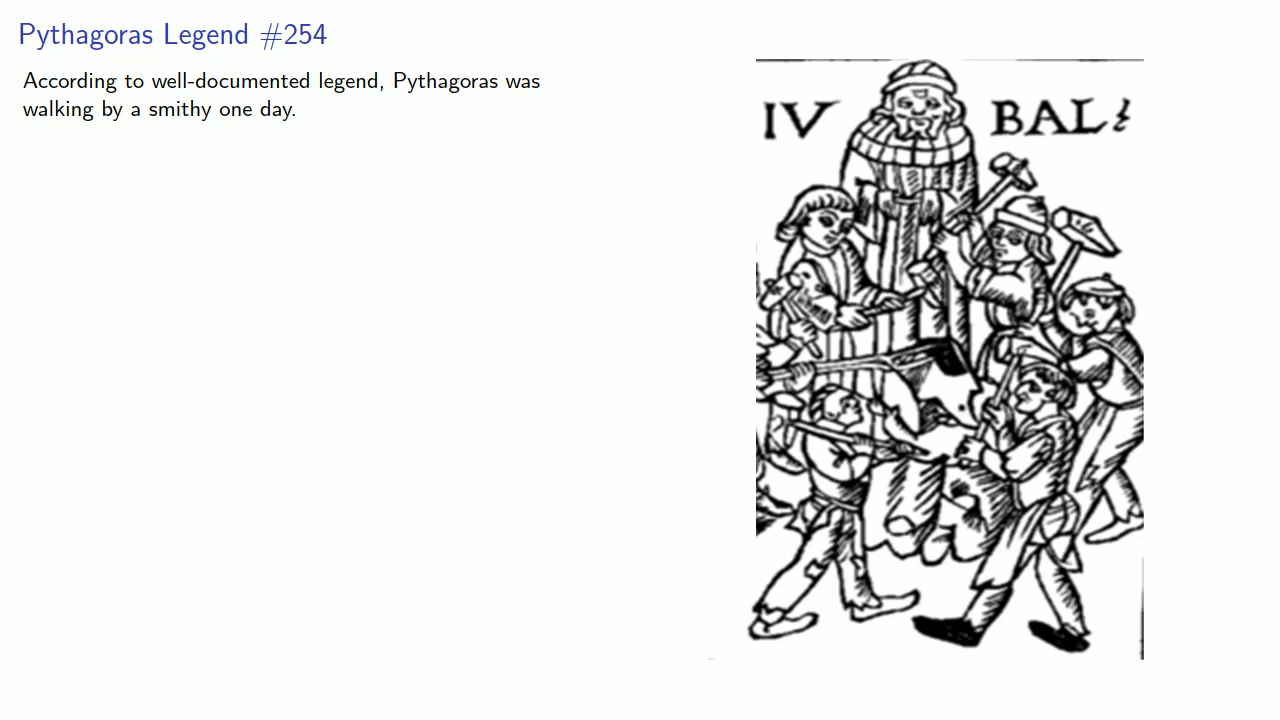 Pythagoras Legend #254
According to well-documented legend, Pythagoras was
walking by a smithy one day.
IV BAL